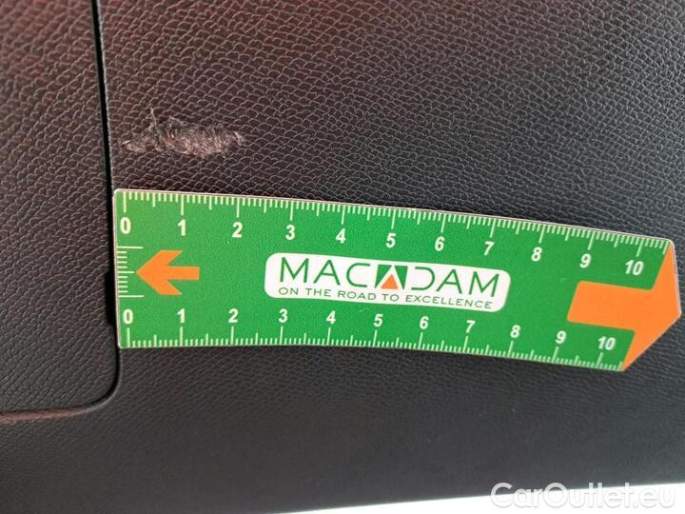 0 1 2 3 4 5 6 7 8 9 10
MACADAM
ON THE ROAD TO EXCELLENCE
0 1 2 3 4 5 6 7 8 9 10
CarOutlet.eu